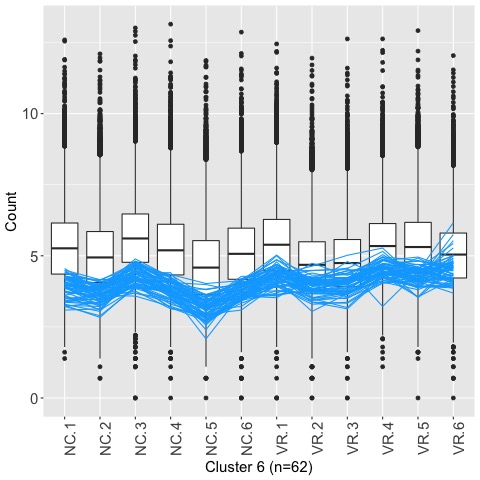 Count
10
5
0
NC.1
NC.2
NC.3
NC.4
NC.5
NC.6
VR.1
VR.2
VR.3
VR.4
VR.5
VR.6
Cluster 6 (n=62)